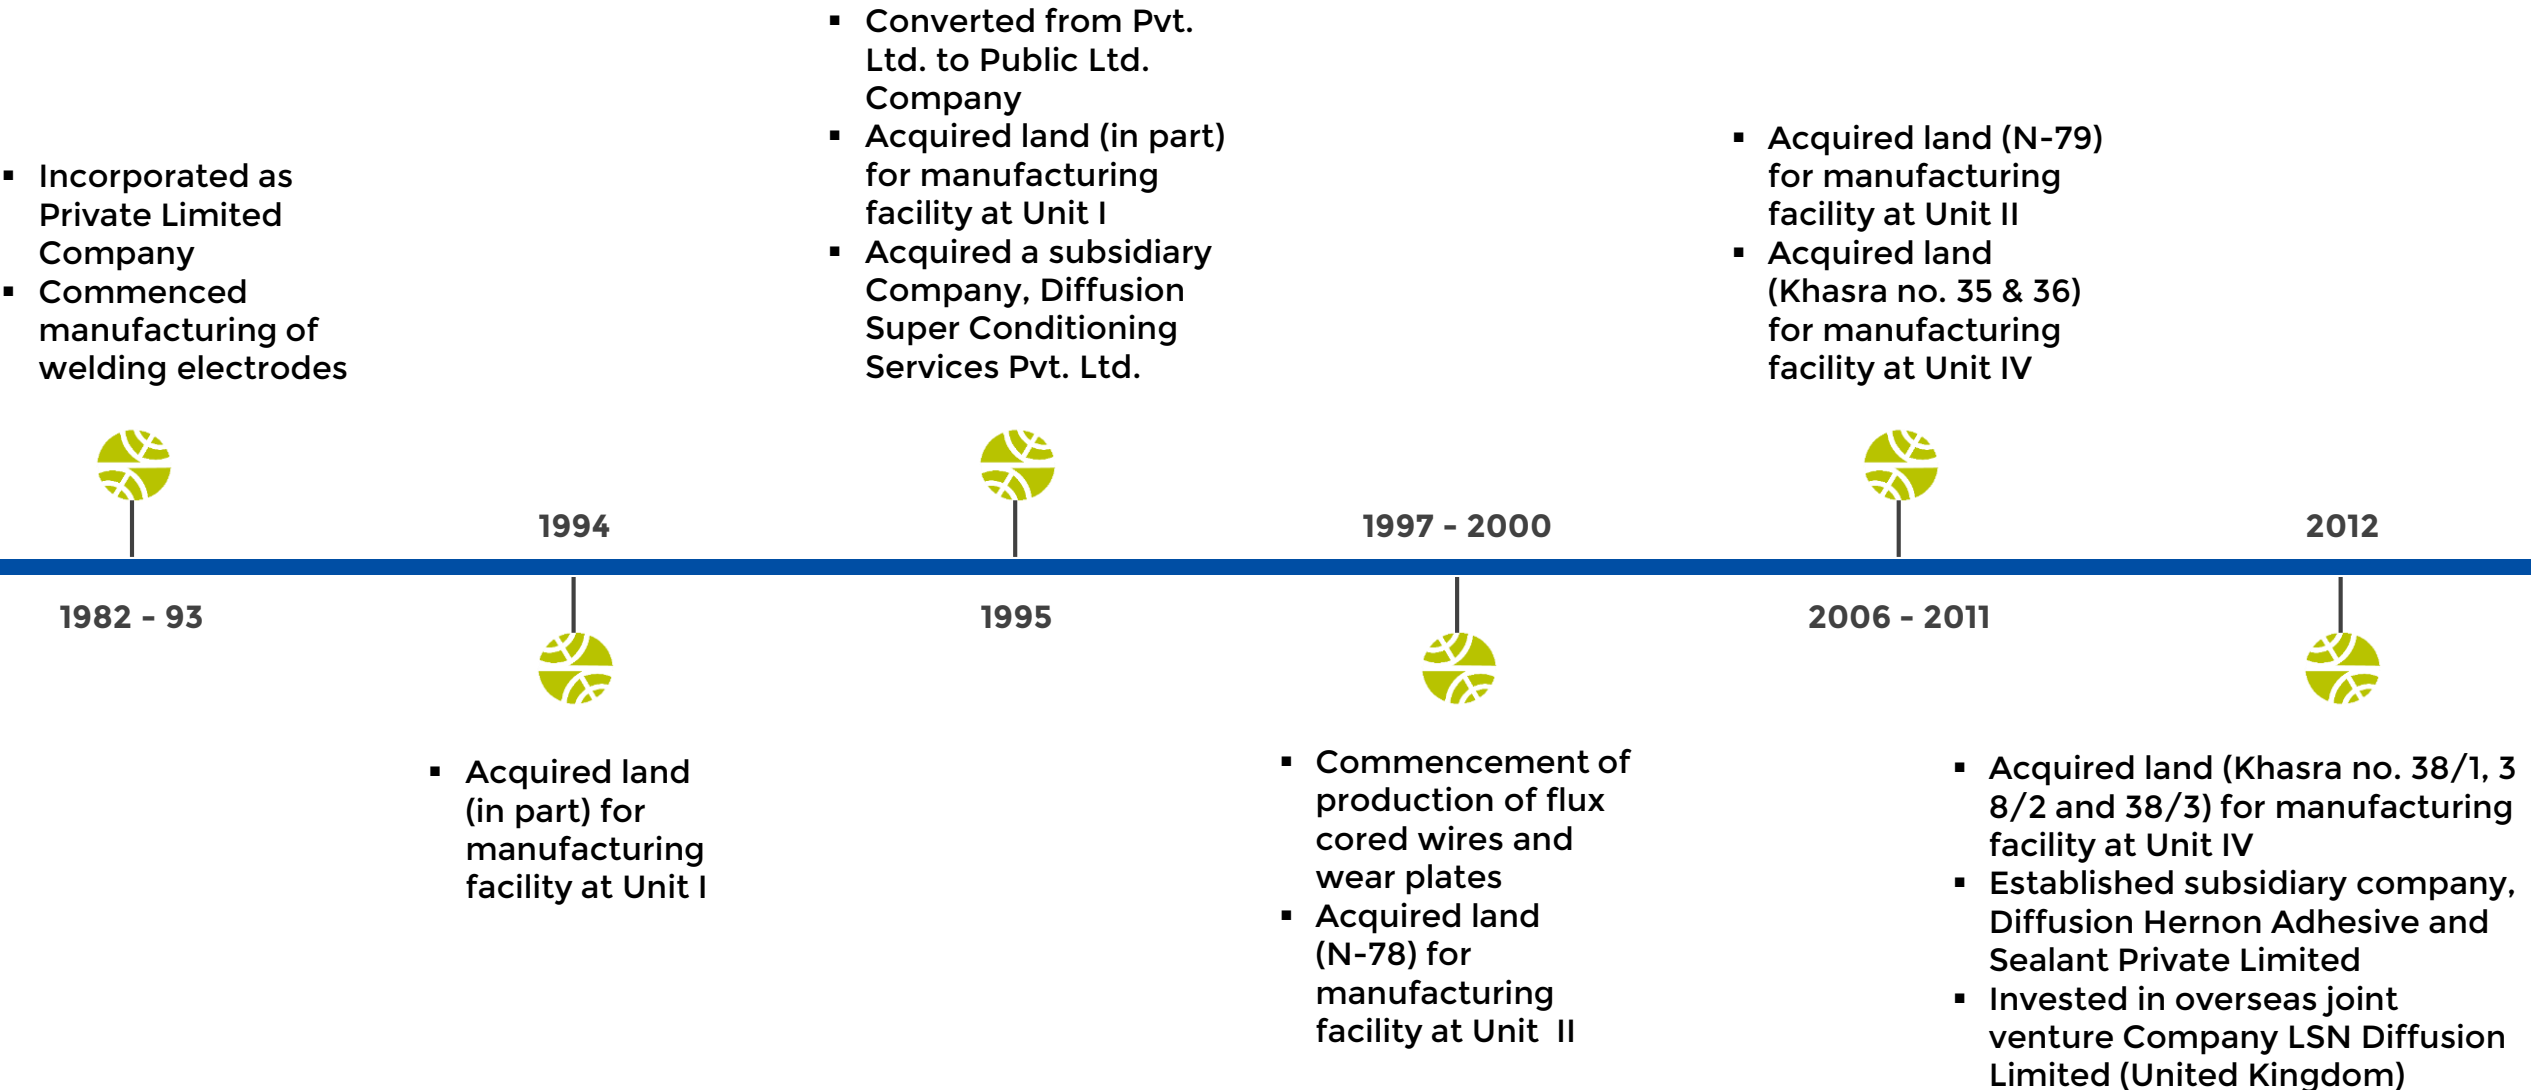 ▪ Incorporated as
Private Limited
Company
▪ Commenced
manufacturing of
welding electrodes
1982 - 93
1994
▪ Acquired land
(in part) for
manufacturing
facility at Unit I
▪ Converted from Pvt.
Ltd. to Public Ltd.
Company
▪ Acquired land (in part)
for manufacturing
facility at Unit I
▪ Acquired a subsidiary
Company, Diffusion
Super Conditioning
Services Pvt. Ltd.
1995
1997 - 2000
▪ Commencement of
production of flux
cored wires and
wear plates
▪ Acquired land
(N-78) for
manufacturing
facility at Unit II
▪ Acquired land (N-79)
for manufacturing
facility at Unit II
▪ Acquired land
(Khasra no. 35 & 36)
for manufacturing
facility at Unit IV
2006 - 2011
2012
▪ Acquired land (Khasra no. 38/1, 3
8/2 and 38/3) for manufacturing
facility at Unit IV
▪ Established subsidiary company,
Diffusion Hernon Adhesive and
Sealant Private Limited
▪ Invested in overseas joint
venture Company LSN Diffusion
Limited (United Kingdom)